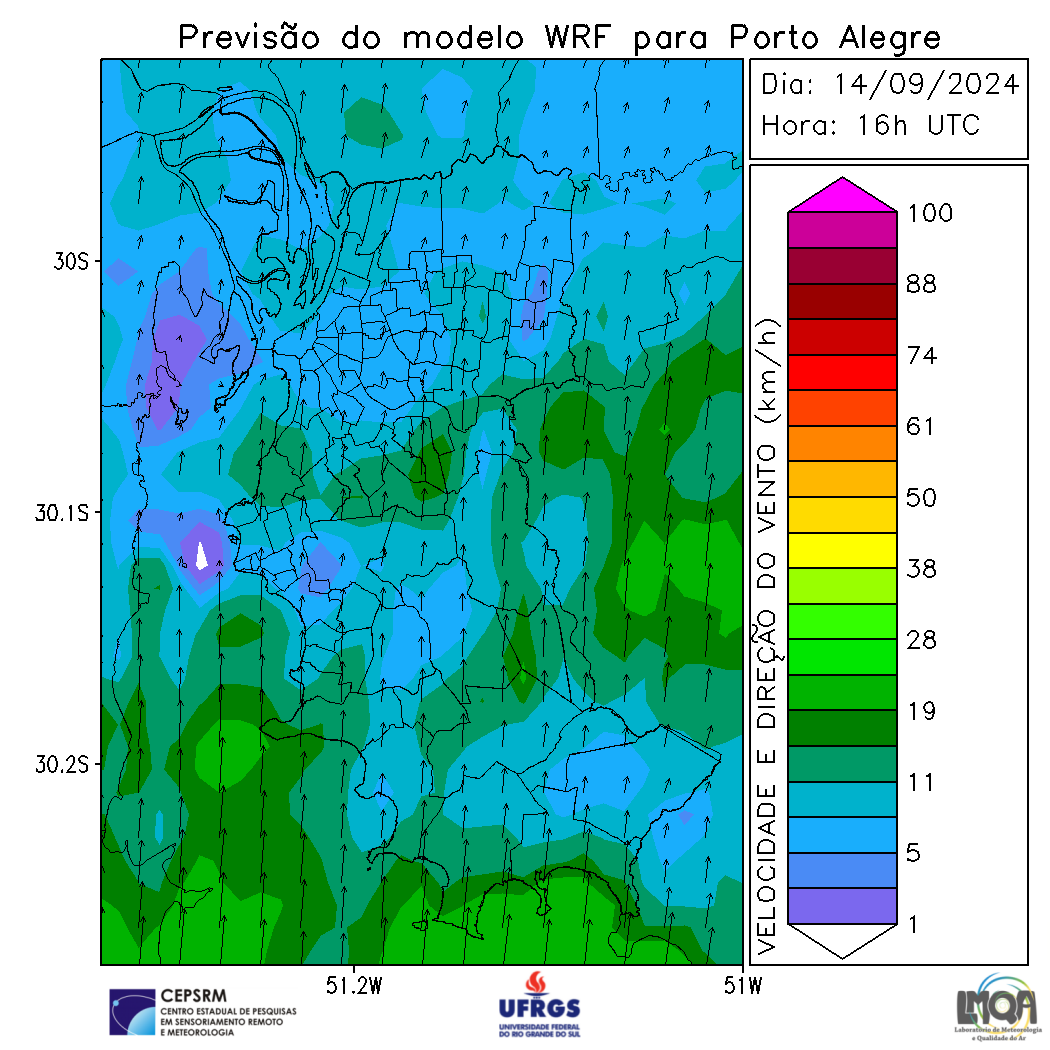 Previsão do modelo WRF para Porto Alegre
Dia: 14/09/2024
Hora: 16h UTC
30S
30.1S
30.2S
51.2W
51W
VELOCIDADE E DIREÇÃO DO VENTO (km/h)
100
88
74
61
50
38
28
19
11
5
1
CEPSRM
CENTRO ESTADUAL DE PESQUISAS
EM SENSORIAMENTO REMOTO
E METEOROLOGIA
UFRGS
UNIVERSIDADE FEDERAL
DO RIO GRANDE DO SUL
LMQA
Laboratório de Meteorologia
e Qualidade do Ar